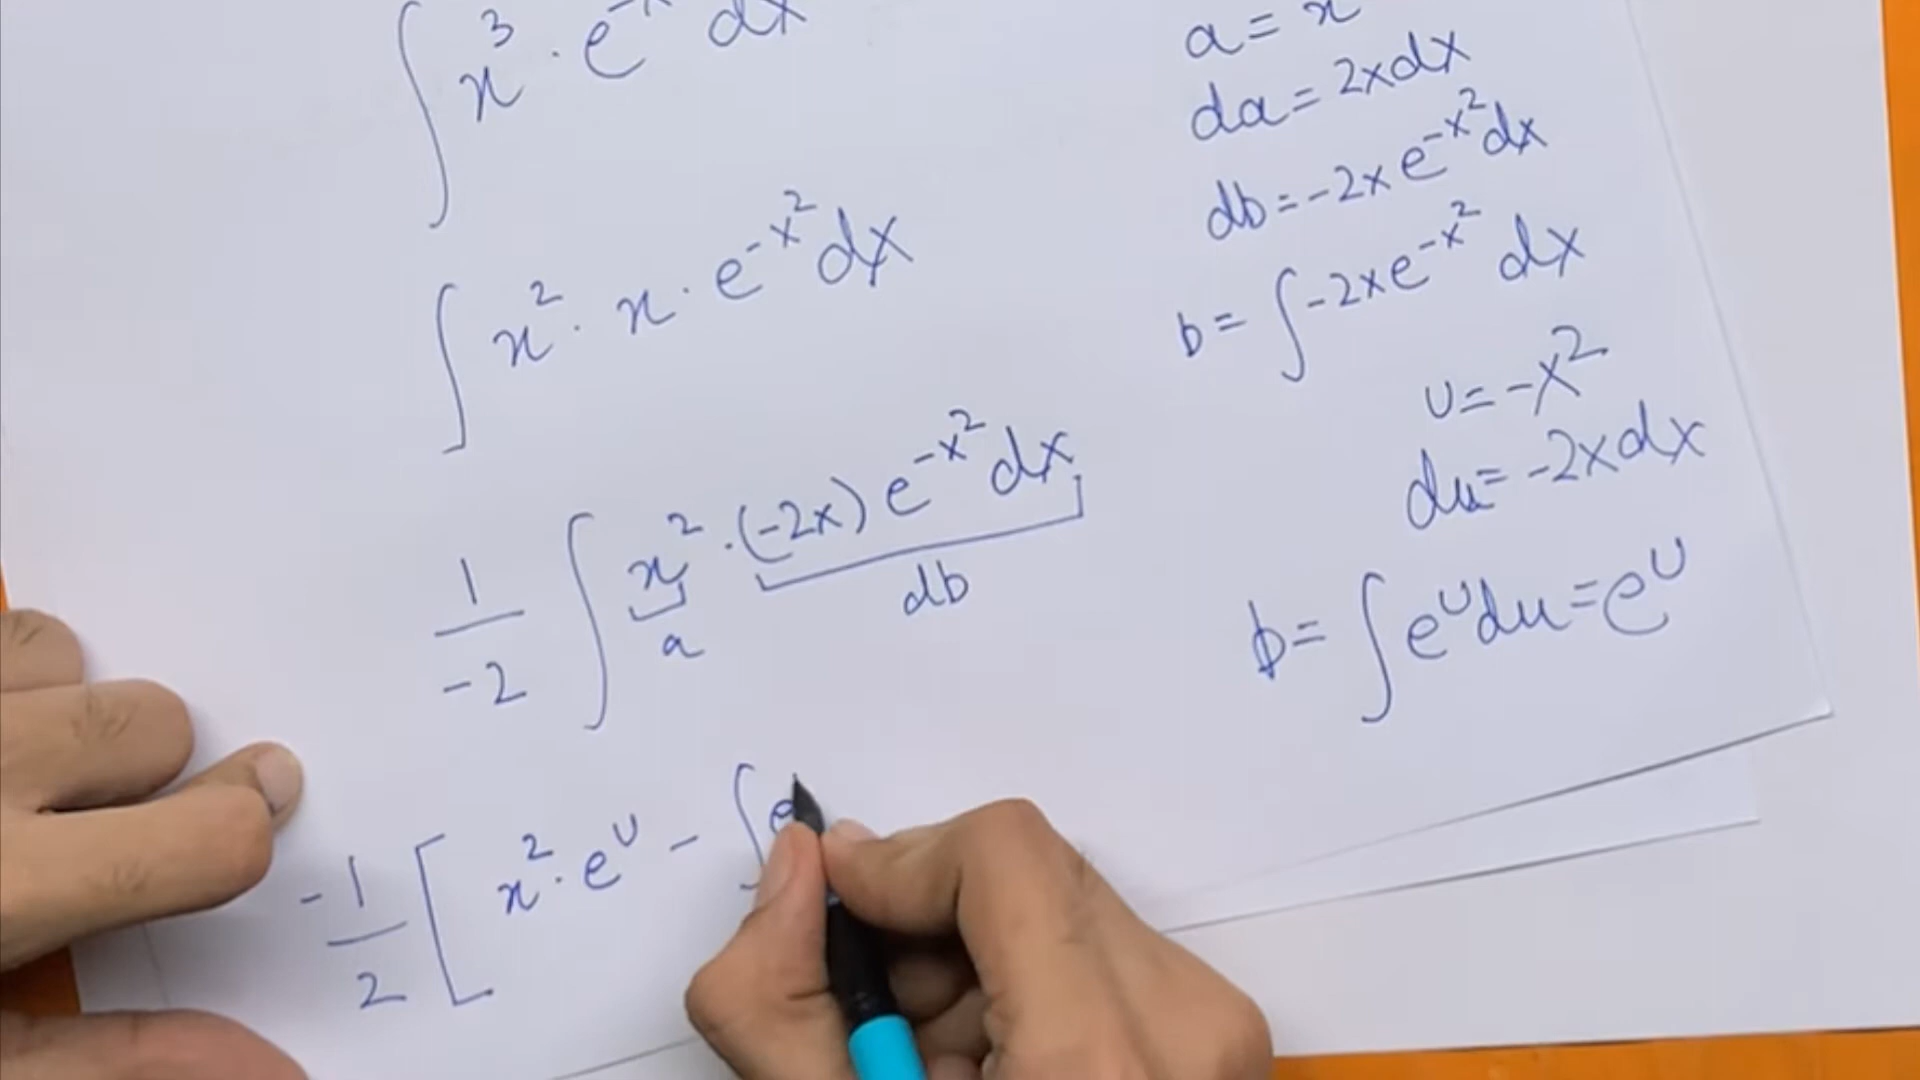 ∫ x³ · e⁻ dx
∫ x² · x · e^{-x²} dx
1/-2 ∫ x² · (-2x) e^{-x²} dx
a db
-1/2 [ x² · e^u - ∫ e
a = x
da = 2x dx
db = -2x e^{-x²} dx
b = ∫ -2x e^{-x²} dx
u = -x²
du = -2x dx
b = ∫ e^u du = e^u